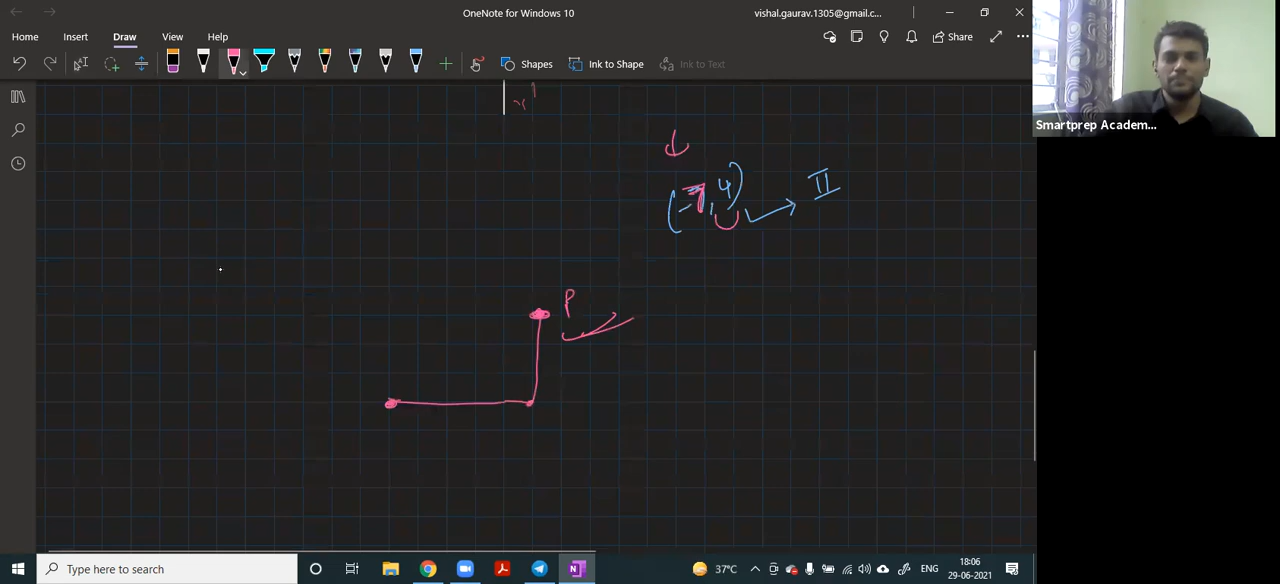 OneNote for Windows 10
vishal.gaurav.1305@gmail.c...
Home Insert Draw View Help
Share
Shapes Ink to Shape Ink to Text
Smartprep Academ...
x'
(-7, 4) → II
P
Type here to search
37°C
ENG
18:06
29-06-2021